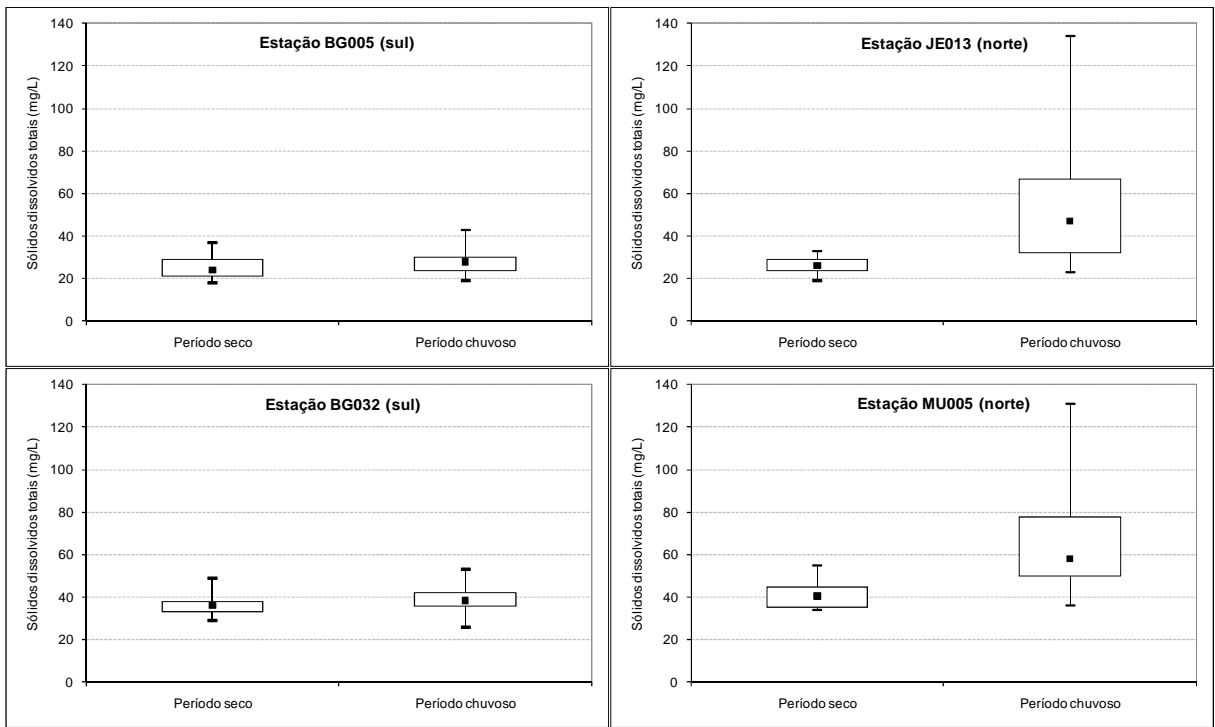 Estação BG005 (sul)
Sólidos dissolvidos totais (mg/L)
140
120
100
80
60
40
20
0
Período seco
Período chuvoso
Estação JE013 (norte)
Sólidos dissolvidos totais (mg/L)
140
120
100
80
60
40
20
0
Período seco
Período chuvoso
Estação BG032 (sul)
Sólidos dissolvidos totais (mg/L)
140
120
100
80
60
40
20
0
Período seco
Período chuvoso
Estação MU005 (norte)
Sólidos dissolvidos totais (mg/L)
140
120
100
80
60
40
20
0
Período seco
Período chuvoso